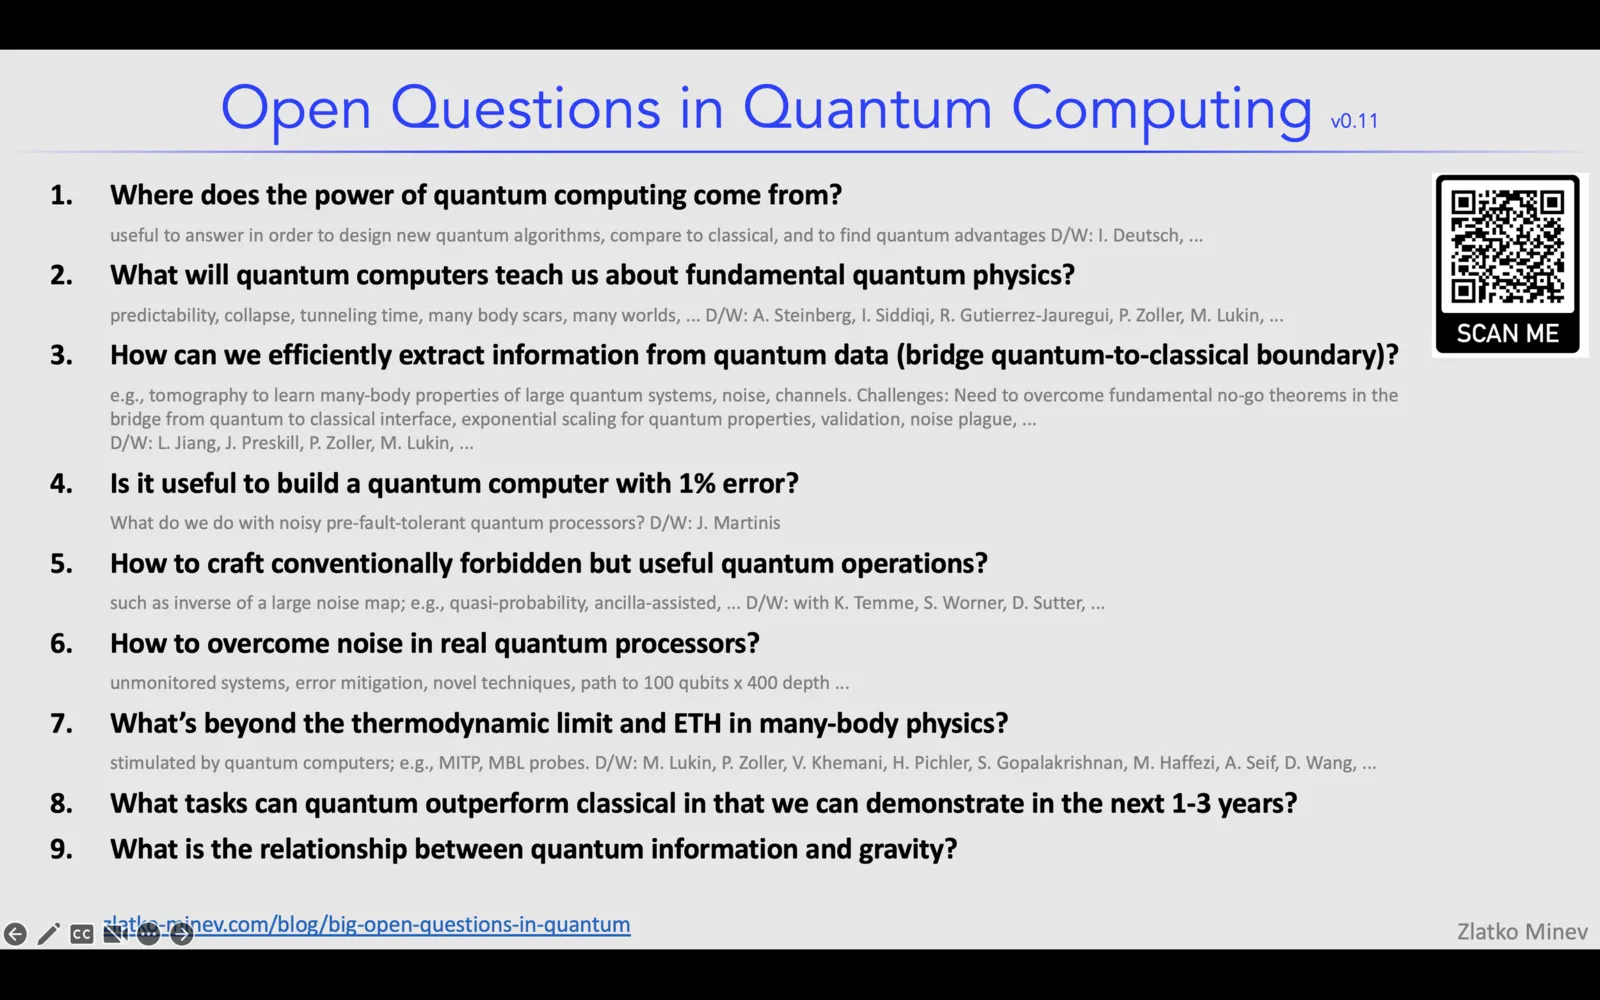 Open Questions in Quantum Computing v0.11
1. Where does the power of quantum computing come from?
useful to answer in order to design new quantum algorithms, compare to classical, and to find quantum advantages D/W: I. Deutsch, ...
2. What will quantum computers teach us about fundamental quantum physics?
predictability, collapse, tunneling time, many body scars, many worlds, ... D/W: A. Steinberg, I. Siddiqi, R. Gutierrez-Jauregui, P. Zoller, M. Lukin, ...
3. How can we efficiently extract information from quantum data (bridge quantum-to-classical boundary)?
e.g., tomography to learn many-body properties of large quantum systems, noise, channels. Challenges: Need to overcome fundamental no-go theorems in the
bridge from quantum to classical interface, exponential scaling for quantum properties, validation, noise plague, ...
D/W: L. Jiang, J. Preskill, P. Zoller, M. Lukin, ...
4. Is it useful to build a quantum computer with 1% error?
What do we do with noisy pre-fault-tolerant quantum processors? D/W: J. Martinis
5. How to craft conventionally forbidden but useful quantum operations?
such as inverse of a large noise map; e.g., quasi-probability, ancilla-assisted, ... D/W: with K. Temme, S. Worner, D. Sutter, ...
6. How to overcome noise in real quantum processors?
unmonitored systems, error mitigation, novel techniques, path to 100 qubits x 400 depth ...
7. What's beyond the thermodynamic limit and ETH in many-body physics?
stimulated by quantum computers; e.g., MITP, MBL probes. D/W: M. Lukin, P. Zoller, V. Khemani, H. Pichler, S. Gopalakrishnan, M. Haffezi, A. Seif, D. Wang, ...
8. What tasks can quantum outperform classical in that we can demonstrate in the next 1-3 years?
9. What is the relationship between quantum information and gravity?
SCAN ME
zlatko-minev.com/blog/big-open-questions-in-quantum
CC
Zlatko Minev